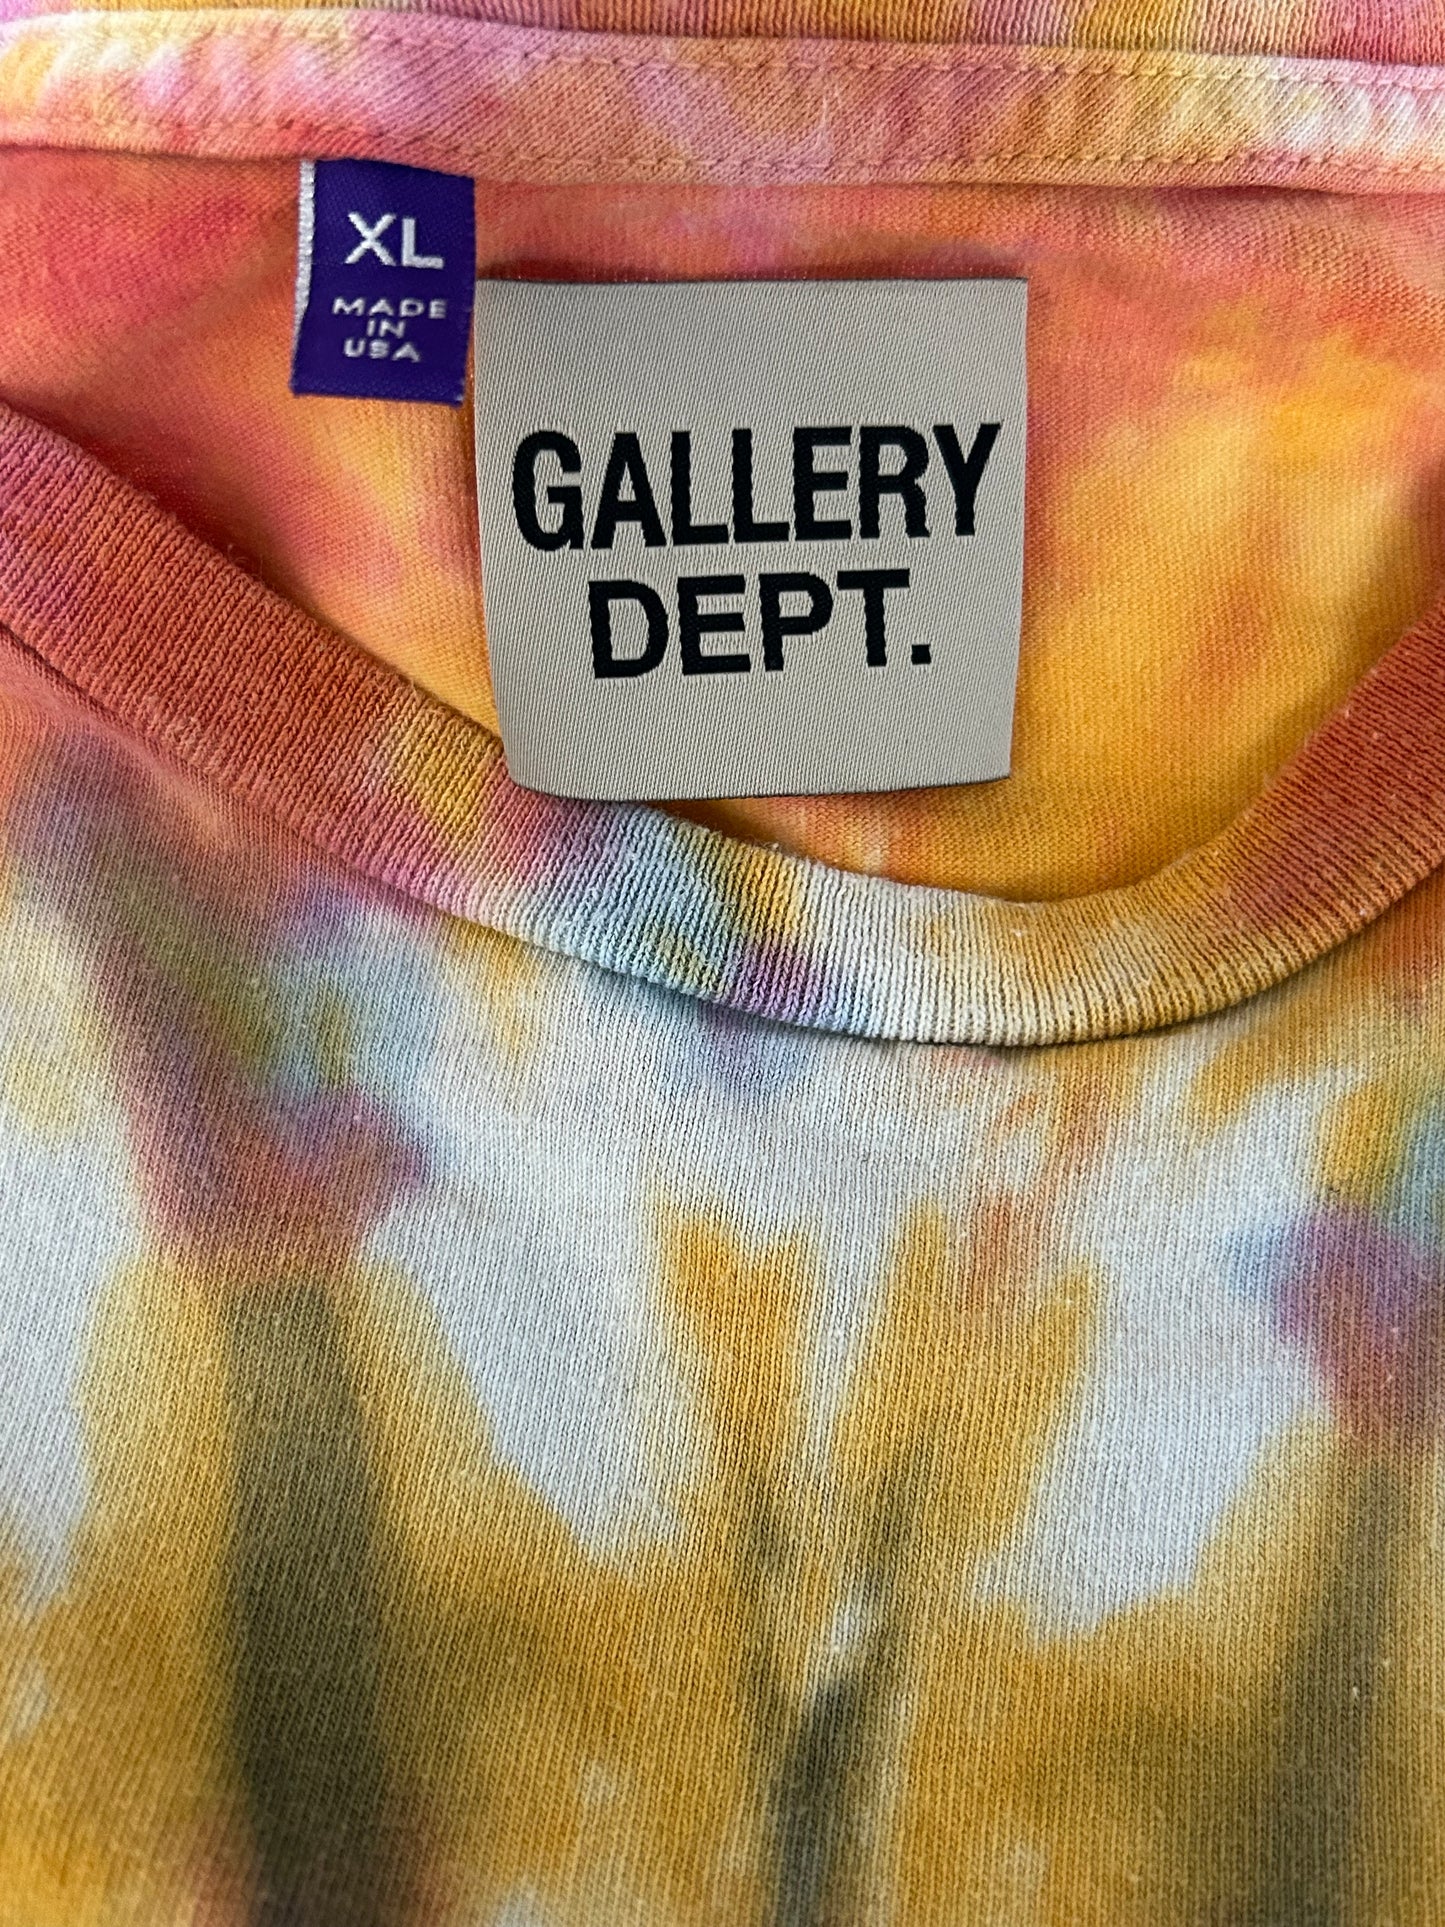 XL
MADE
IN
USA
GALLERY
DEPT.